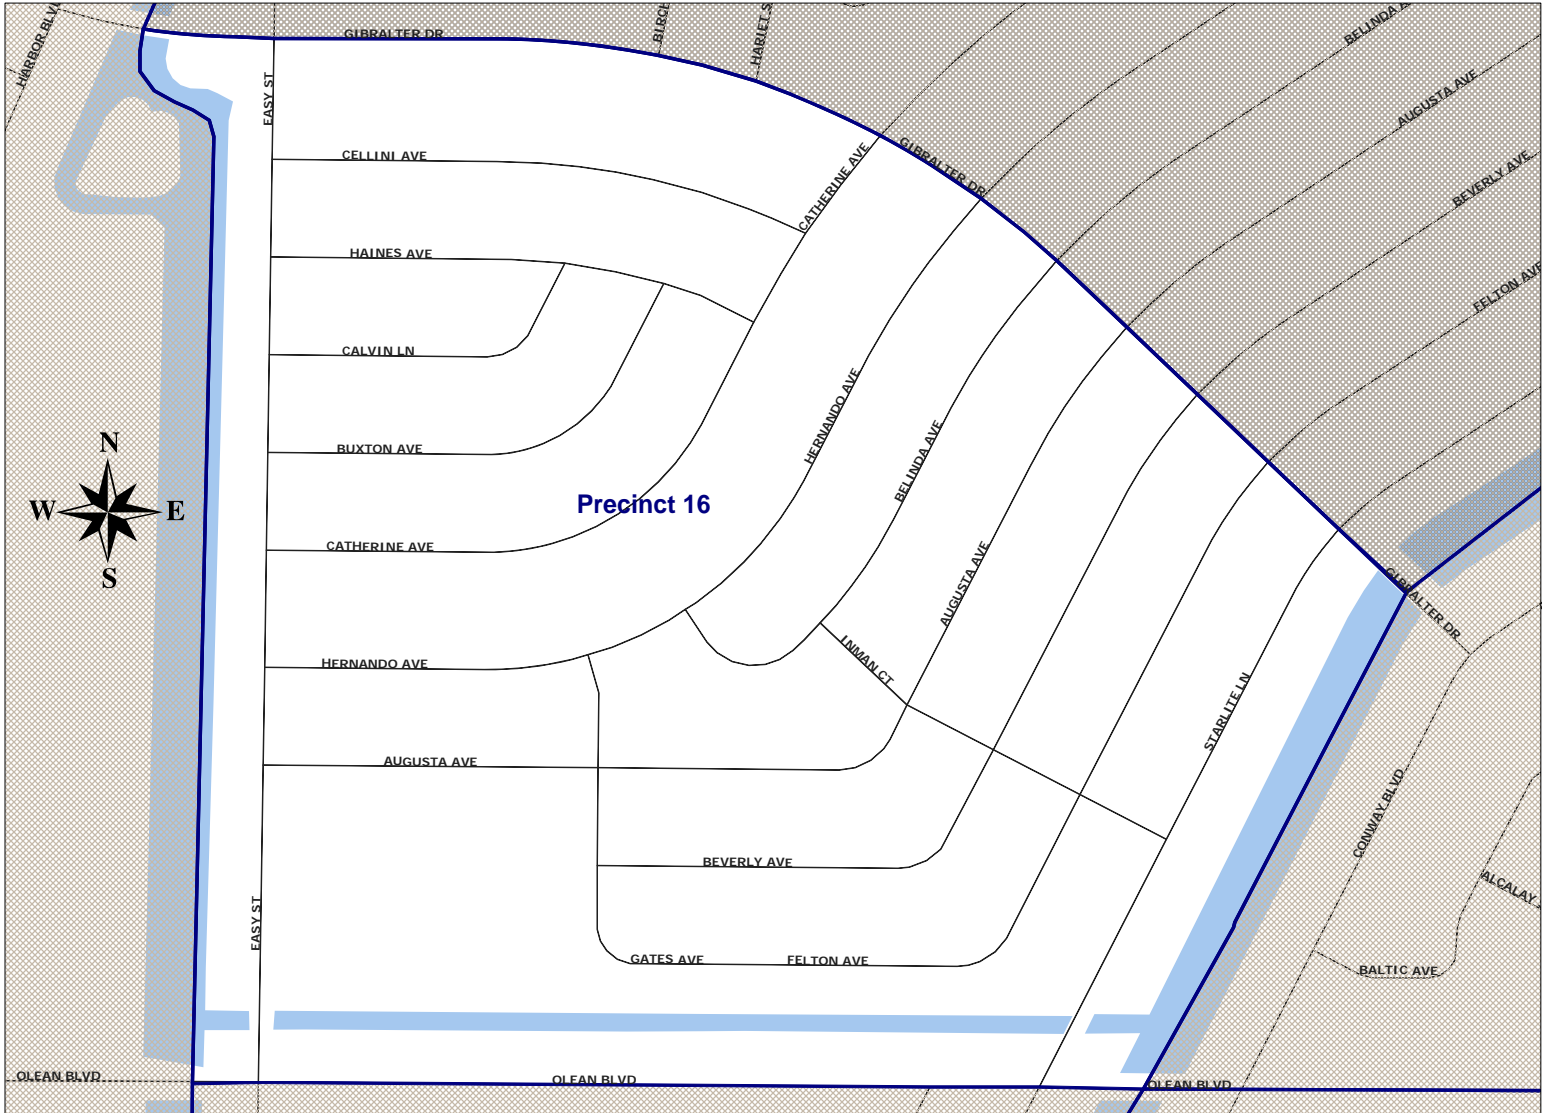 HARBOR BLVD
GIBRALTER DR
HARLET S
BELINDA A
EASY ST
AUGUSTA AVE
CELLINI AVE
CATHERINE AVE
GIBRALTER DR
BEVERLY AVE
HAINES AVE
FELTON AVE
CALVIN LN
HERNANDO AVE
BELINDA AVE
BUXTON AVE
N
W
E
S
Precinct 16
CATHERINE AVE
AUGUSTA AVE
GIBRALTER DR
HERNANDO AVE
INMAN CT
STARLITE LN
AUGUSTA AVE
CONWAY BLVD
BEVERLY AVE
ALCALAY
EASY ST
GATES AVE
FELTON AVE
BALTIC AVE
OLEAN BLVD
OLEAN BLVD
OLEAN BLVD